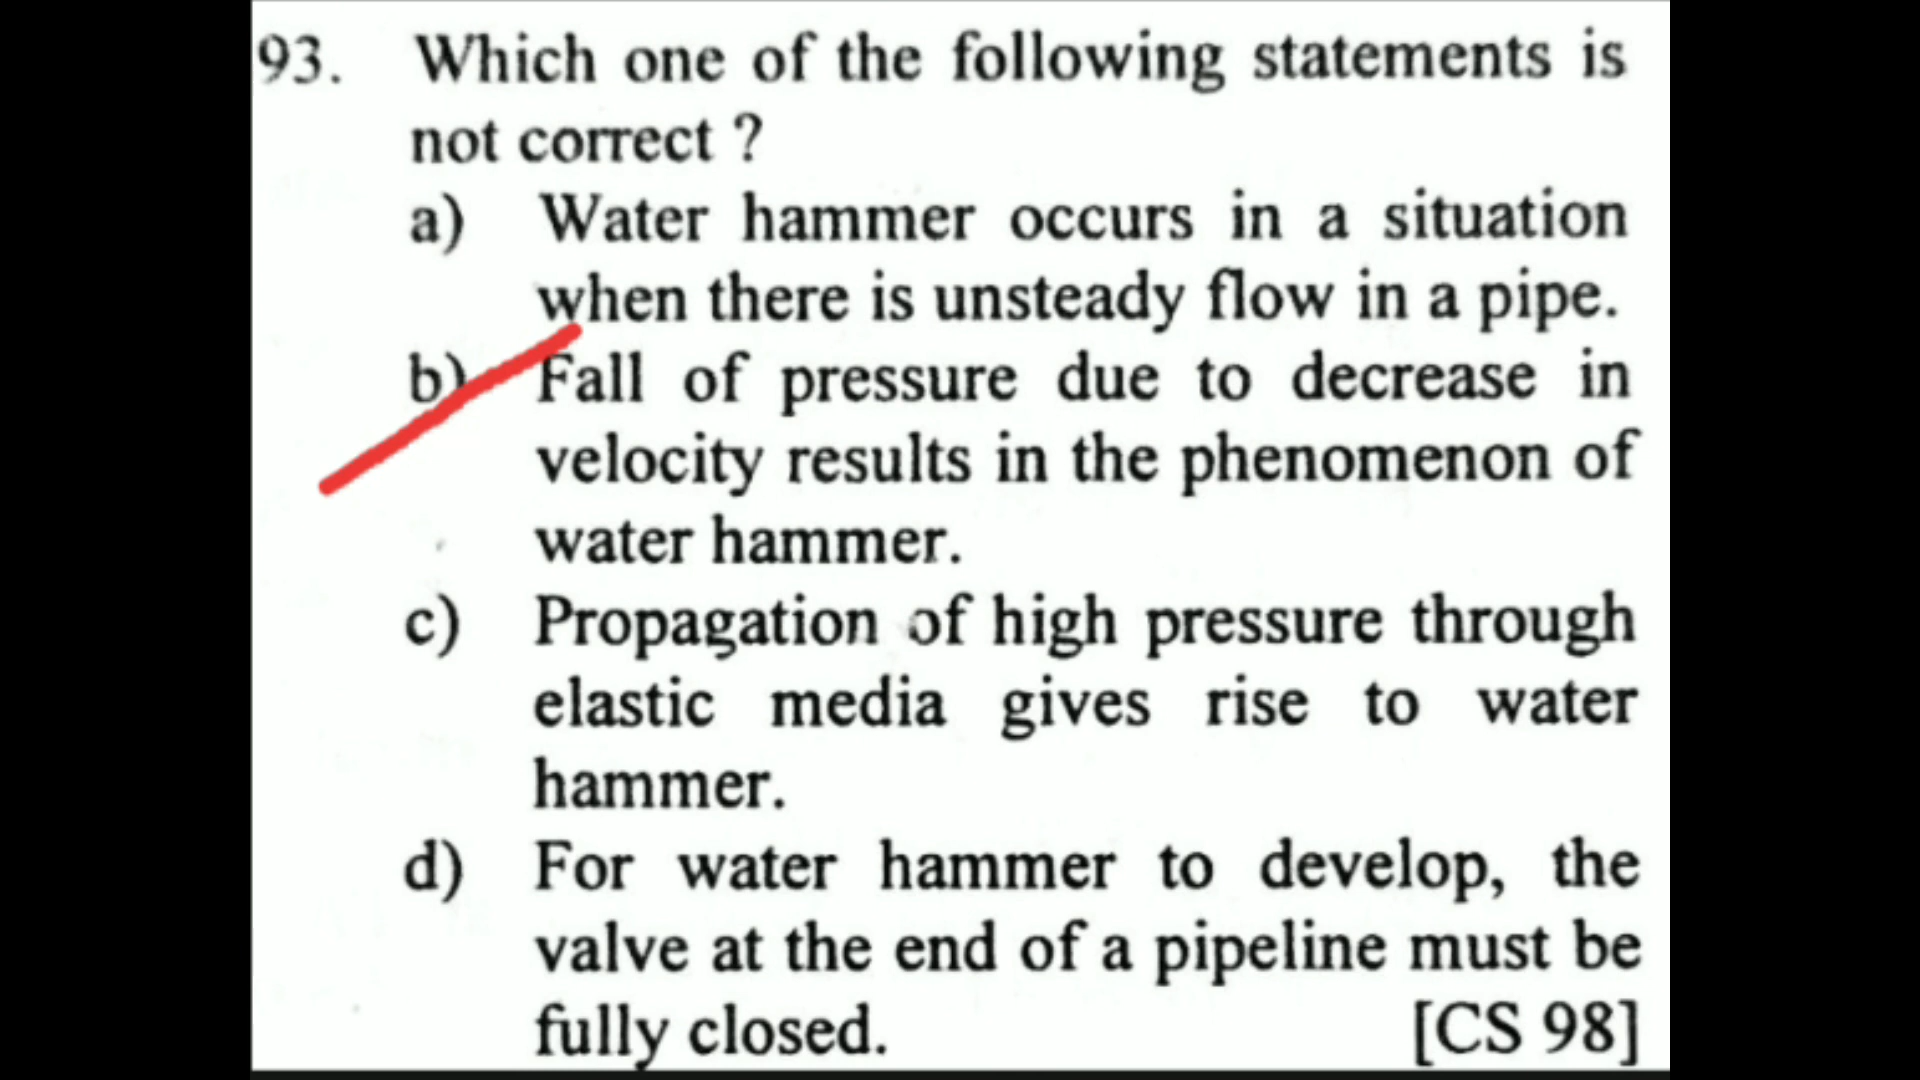 93. Which one of the following statements is
not correct ?
a) Water hammer occurs in a situation
when there is unsteady flow in a pipe.
b) Fall of pressure due to decrease in
velocity results in the phenomenon of
water hammer.
c) Propagation of high pressure through
elastic media gives rise to water
hammer.
d) For water hammer to develop, the
valve at the end of a pipeline must be
fully closed. [CS 98]